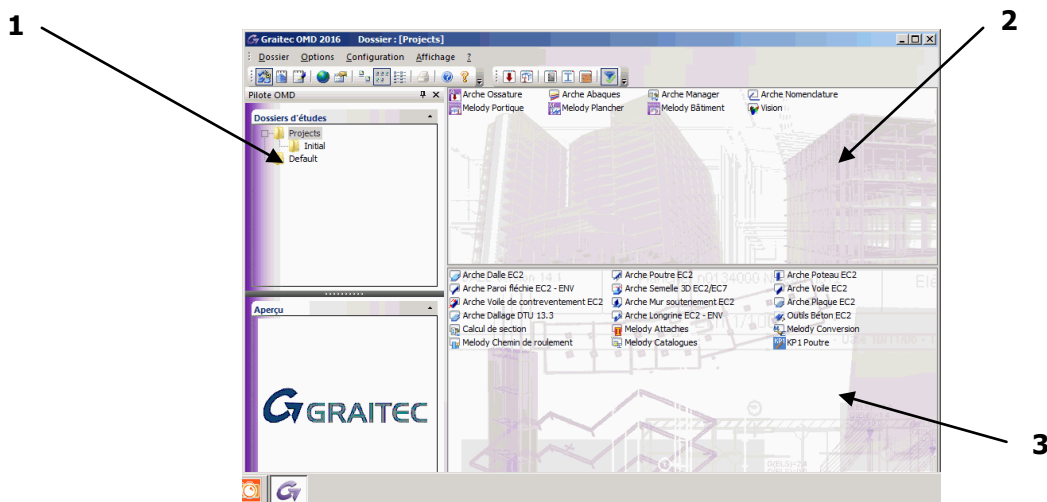 1
2
Graitec OMD 2016 Dossier : [Projects]
Dossier Options Configuration Affichage ?
Pilote OMD
Dossiers d'études
Projects
Initial
Default
Arche Ossature Arche Abaques Arche Manager Arche Nomenclature
Melody Portique Melody Plancher Melody Bâtiment Vision
Arche Dalle EC2 Arche Poutre EC2 Arche Poteau EC2
Arche Paroi fléchie EC2 - ENV Arche Semelle 3D EC2/EC7 Arche Voile EC2
Arche Voile de contreventement EC2 Arche Mur soutenement EC2 Arche Plaque EC2
Arche Dallage DTU 13.3 Arche Longrine EC2 - ENV Outils Béton EC2
Calcul de section Melody Attaches Melody Conversion
Melody Chemin de roulement Melody Catalogues KP1 Poutre
Aperçu
GRAITEC
3